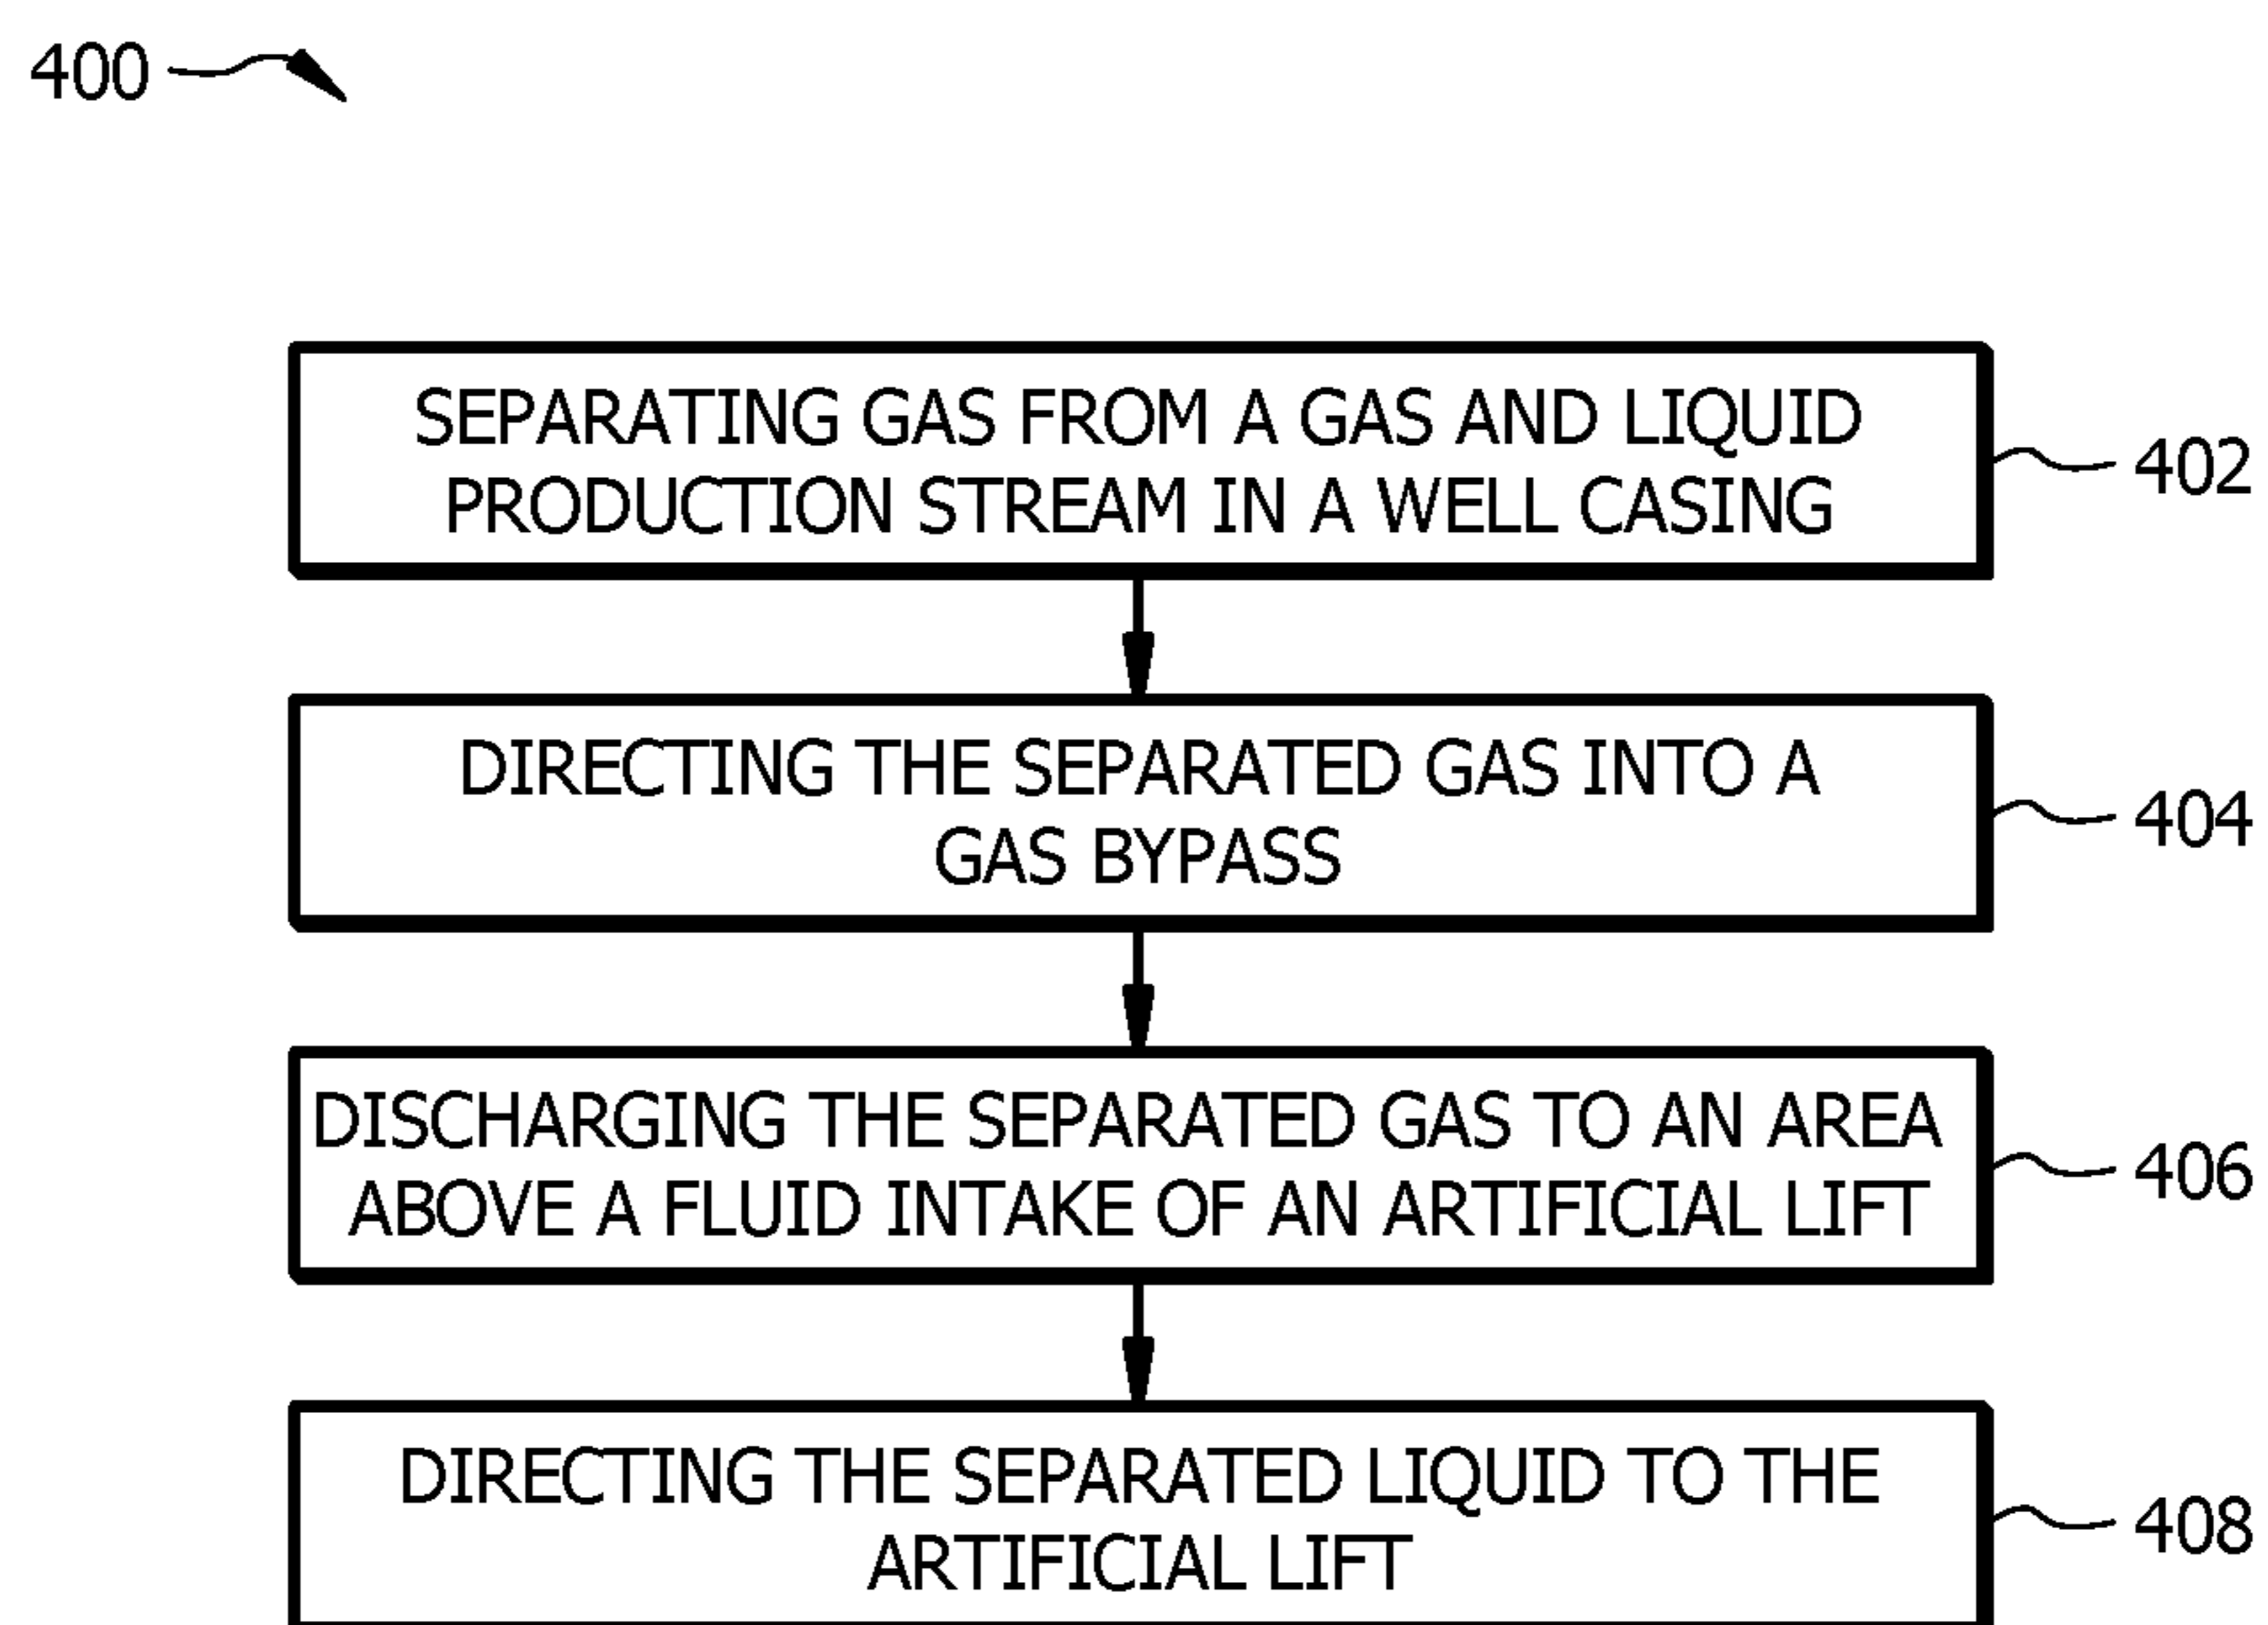 400
SEPARATING GAS FROM A GAS AND LIQUID
PRODUCTION STREAM IN A WELL CASING
402
DIRECTING THE SEPARATED GAS INTO A
GAS BYPASS
404
DISCHARGING THE SEPARATED GAS TO AN AREA
ABOVE A FLUID INTAKE OF AN ARTIFICIAL LIFT
406
DIRECTING THE SEPARATED LIQUID TO THE
ARTIFICIAL LIFT
408